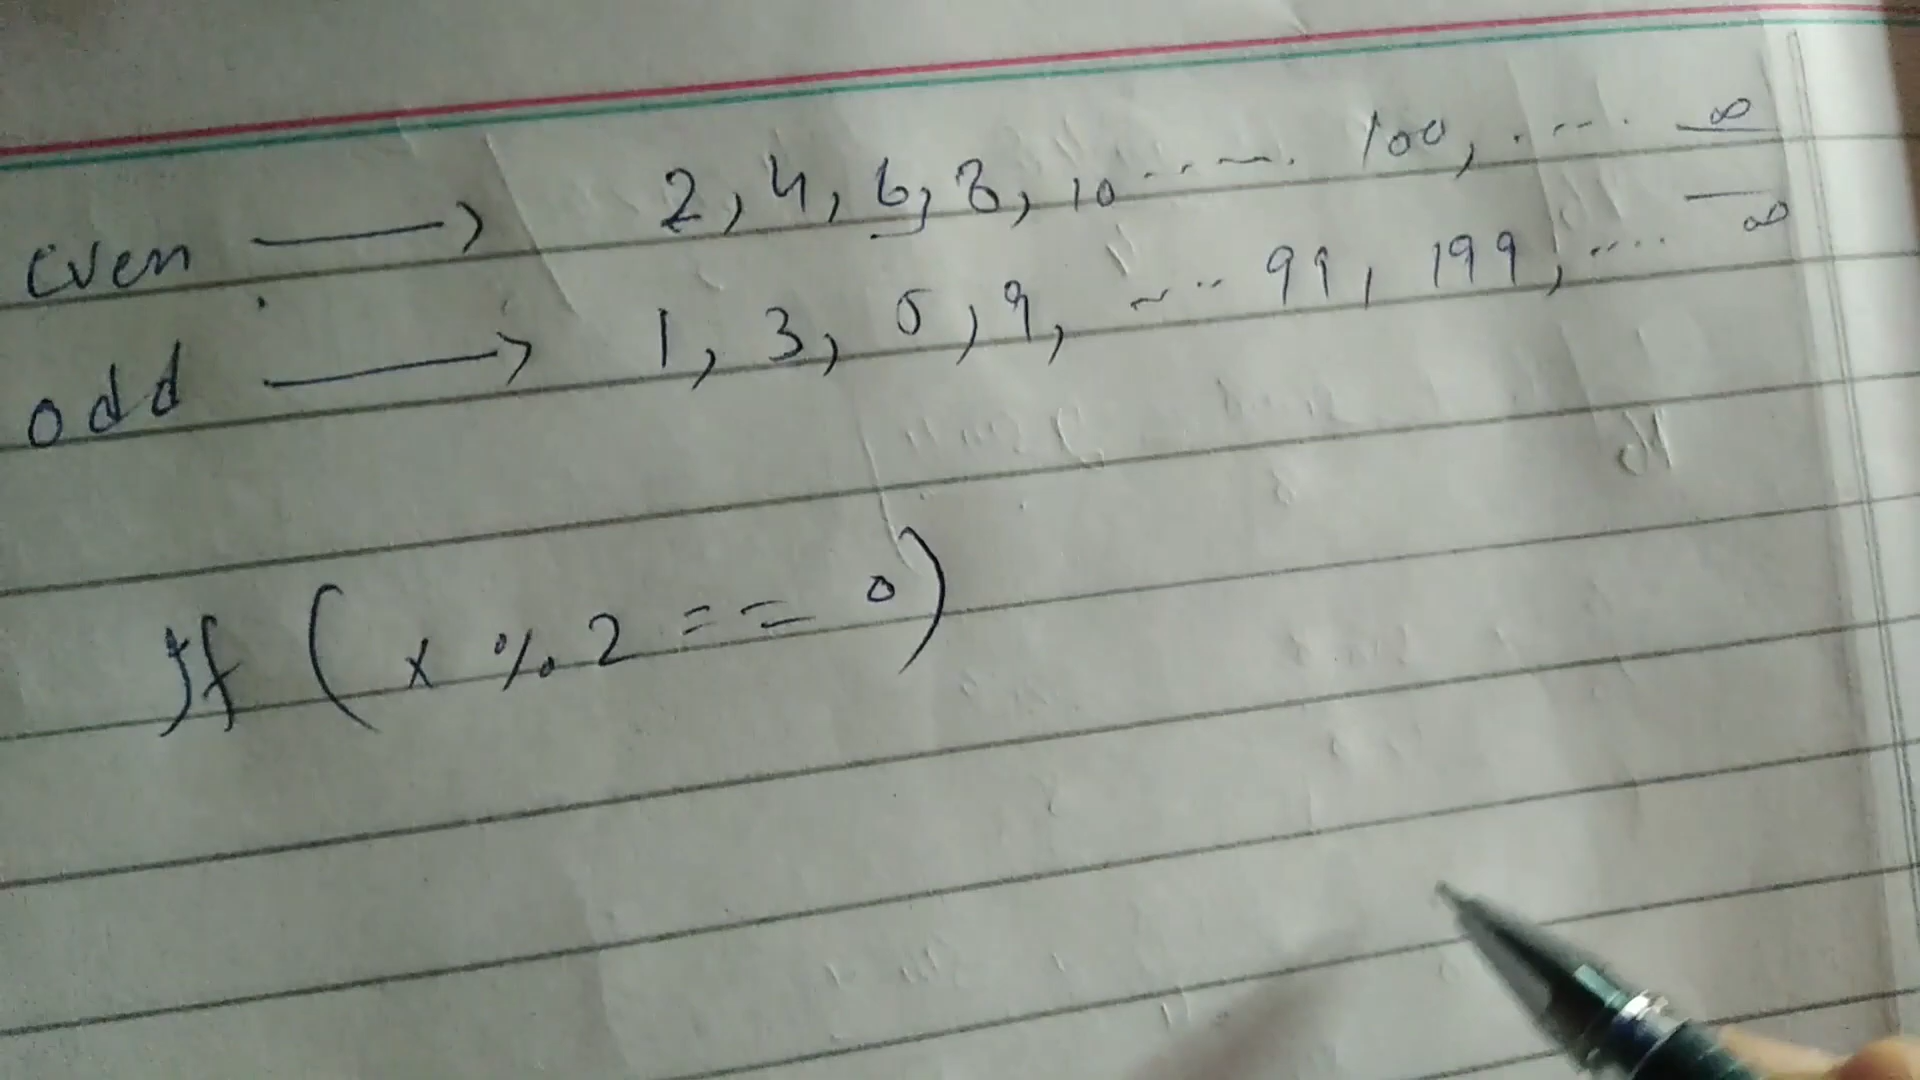 even → 2, 4, 6, 8, 10 ..... 100, ..... ∞
odd → 1, 3, 5, 9, .... 99, 199, .... ∞
if (x % 2 == 0)